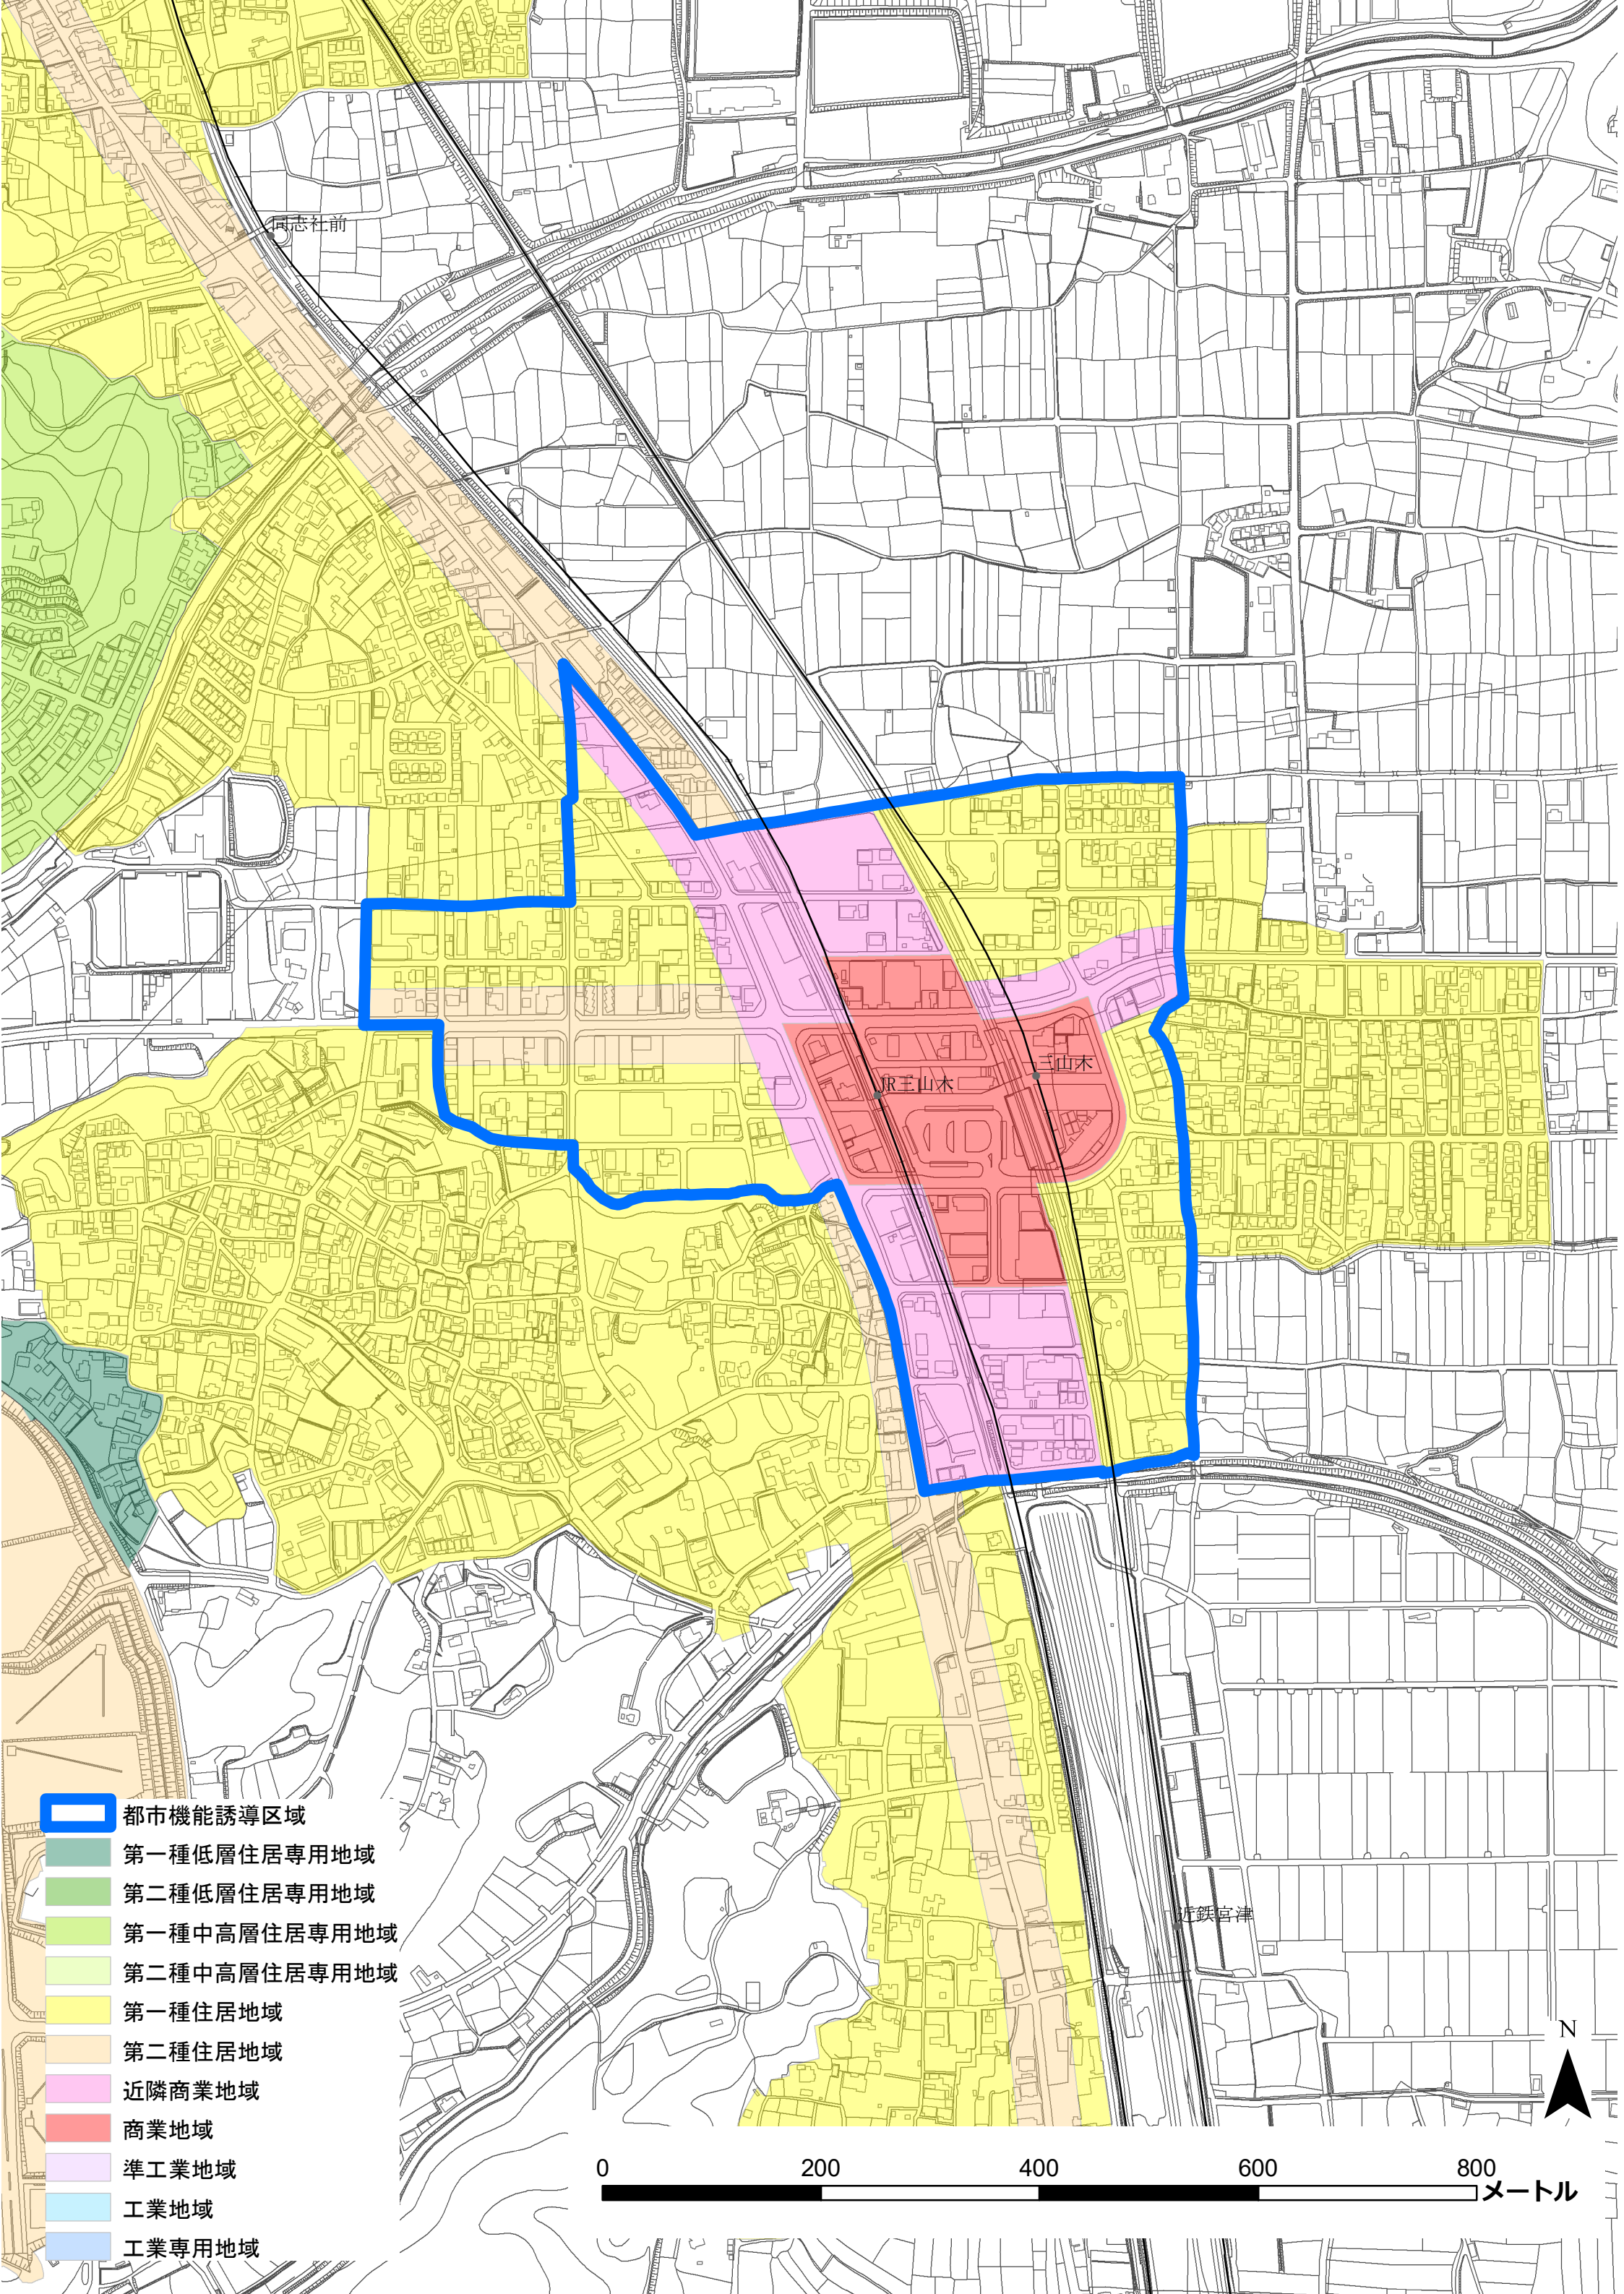 同志社前
三山木
JR三山木
都市機能誘導区域
第一種低層住居専用地域
第二種低層住居専用地域
第一種中高層住居専用地域
第二種中高層住居専用地域
第一種住居地域
第二種住居地域
近隣商業地域
商業地域
準工業地域
工業地域
工業専用地域
近鉄宮津
N
0 200 400 600 800
メートル